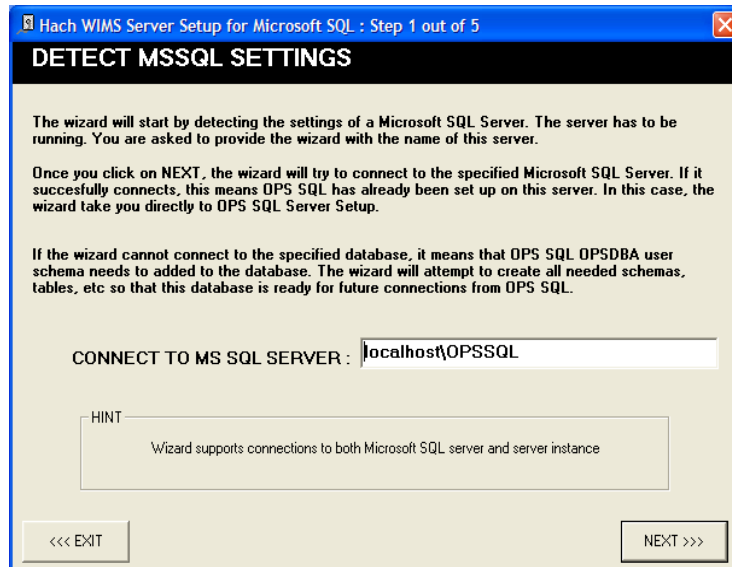 Hach WIMS Server Setup for Microsoft SQL : Step 1 out of 5
DETECT MSSQL SETTINGS
The wizard will start by detecting the settings of a Microsoft SQL Server. The server has to be
running. You are asked to provide the wizard with the name of this server.
Once you click on NEXT, the wizard will try to connect to the specified Microsoft SQL Server. If it
succesfully connects, this means OPS SQL has already been set up on this server. In this case, the
wizard take you directly to OPS SQL Server Setup.
If the wizard cannot connect to the specified database, it means that OPS SQL OPSDBA user
schema needs to added to the database. The wizard will attempt to create all needed schemas,
tables, etc so that this database is ready for future connections from OPS SQL.
CONNECT TO MS SQL SERVER : localhost\OPSSQL
HINT
Wizard supports connections to both Microsoft SQL server and server instance
<<< EXIT NEXT >>>